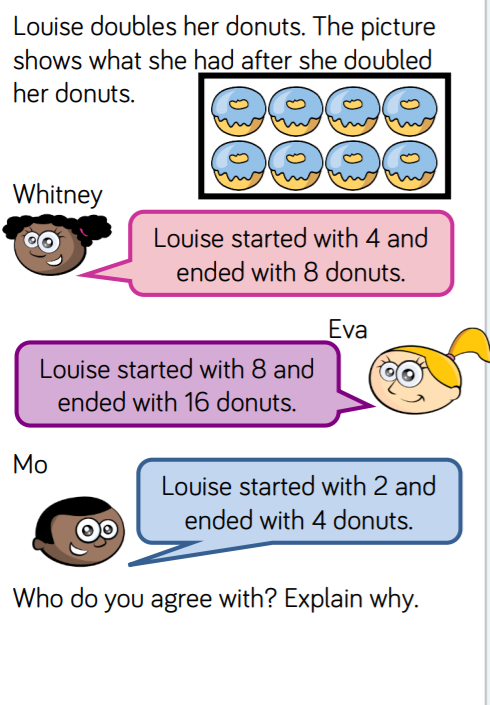 Louise doubles her donuts. The picture
shows what she had after she doubled
her donuts.
Whitney
Louise started with 4 and
ended with 8 donuts.
Eva
Louise started with 8 and
ended with 16 donuts.
Mo
Louise started with 2 and
ended with 4 donuts.
Who do you agree with? Explain why.